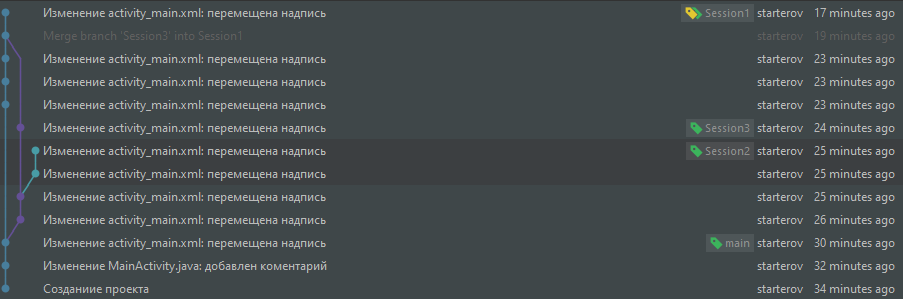 Изменение activity_main.xml: перемещена надпись Session1 starterov 17 minutes ago
Merge branch 'Session3' into Session1 starterov 19 minutes ago
Изменение activity_main.xml: перемещена надпись starterov 23 minutes ago
Изменение activity_main.xml: перемещена надпись starterov 23 minutes ago
Изменение activity_main.xml: перемещена надпись starterov 23 minutes ago
Изменение activity_main.xml: перемещена надпись Session3 starterov 24 minutes ago
Изменение activity_main.xml: перемещена надпись Session2 starterov 25 minutes ago
Изменение activity_main.xml: перемещена надпись starterov 25 minutes ago
Изменение activity_main.xml: перемещена надпись starterov 25 minutes ago
Изменение activity_main.xml: перемещена надпись starterov 26 minutes ago
Изменение activity_main.xml: перемещена надпись main starterov 30 minutes ago
Изменение MainActivity.java: добавлен коментарий starterov 32 minutes ago
Созданиие проекта starterov 34 minutes ago